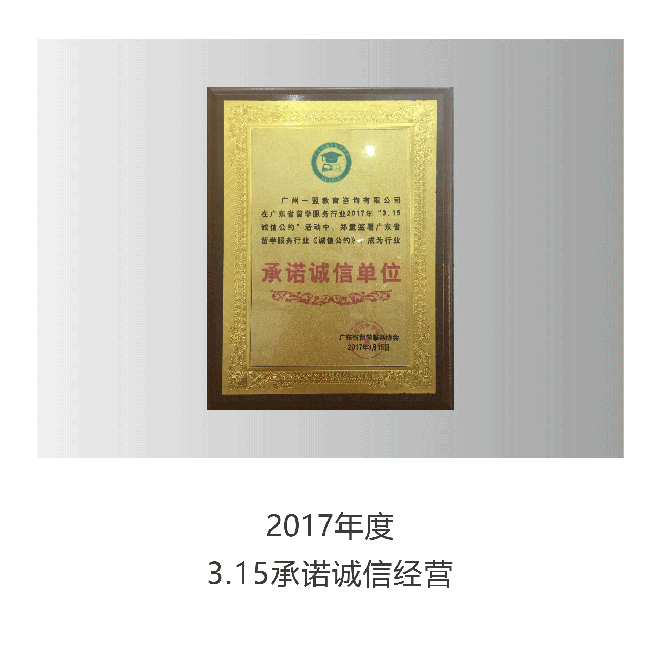 广州一盟教育咨询有限公司
在广东省留学服务行业2017年“3.15
诚信公约”活动中，郑重签署广东省
留学服务行业《诚信公约》，成为行业
承诺诚信单位
广东省留学服务协会
2017年3月15日
2017年度
3.15承诺诚信经营